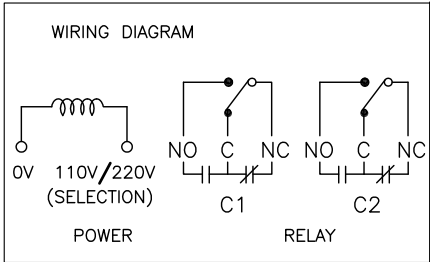 WIRING DIAGRAM
NO C NC NO C NC
0V 110V/220V
(SELECTION)
C1 C2
POWER RELAY